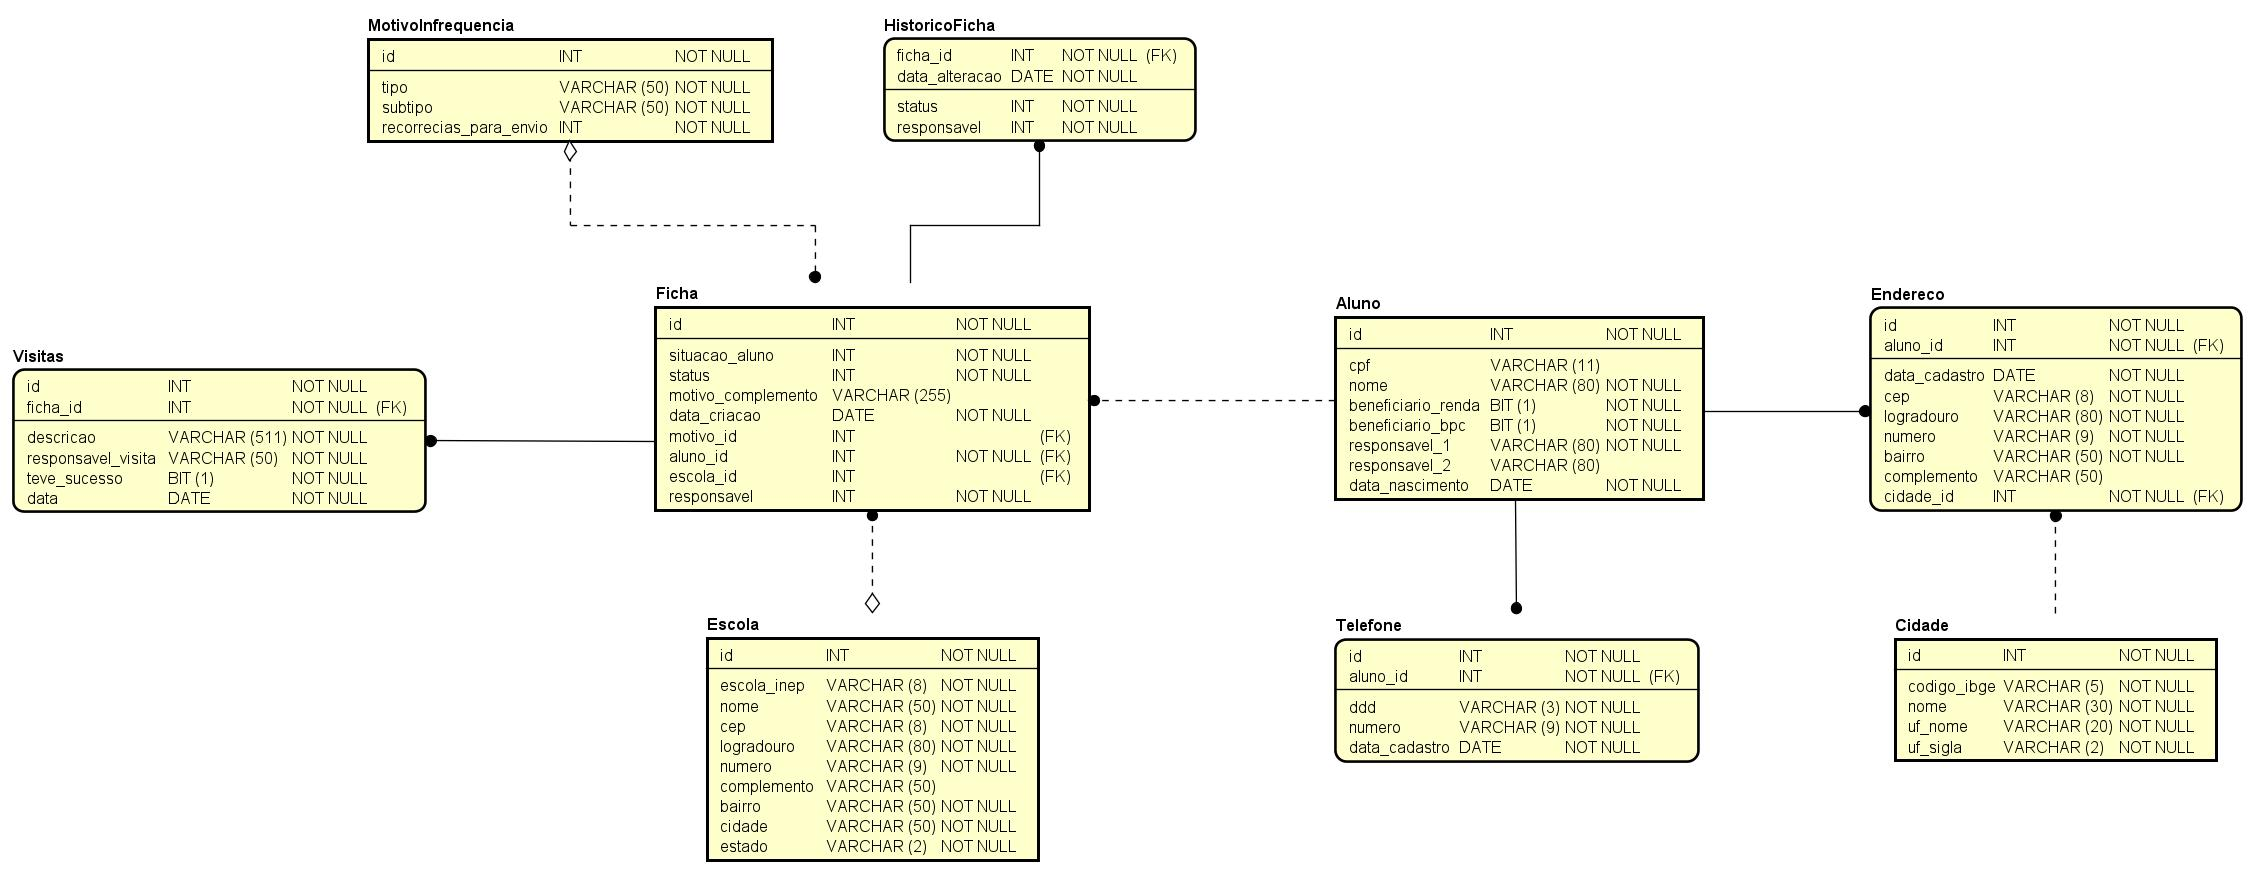 MotivoInfrequencia
id INT NOT NULL
tipo VARCHAR (50) NOT NULL
subtipo VARCHAR (50) NOT NULL
recorrecias_para_envio INT NOT NULL
HistoricoFicha
ficha_id INT NOT NULL (FK)
data_alteracao DATE NOT NULL
status INT NOT NULL
responsavel INT NOT NULL
Visitas
id INT NOT NULL
ficha_id INT NOT NULL (FK)
descricao VARCHAR (511) NOT NULL
responsavel_visita VARCHAR (50) NOT NULL
teve_sucesso BIT (1) NOT NULL
data DATE NOT NULL
Ficha
id INT NOT NULL
situacao_aluno INT NOT NULL
status INT NOT NULL
motivo_complemento VARCHAR (255)
data_criacao DATE NOT NULL
motivo_id INT (FK)
aluno_id INT NOT NULL (FK)
escola_id INT (FK)
responsavel INT NOT NULL
Aluno
id INT NOT NULL
cpf VARCHAR (11)
nome VARCHAR (80) NOT NULL
beneficiario_renda BIT (1) NOT NULL
beneficiario_bpc BIT (1) NOT NULL
responsavel_1 VARCHAR (80) NOT NULL
responsavel_2 VARCHAR (80)
data_nascimento DATE NOT NULL
Endereco
id INT NOT NULL
aluno_id INT NOT NULL (FK)
data_cadastro DATE NOT NULL
cep VARCHAR (8) NOT NULL
logradouro VARCHAR (80) NOT NULL
numero VARCHAR (9) NOT NULL
bairro VARCHAR (50) NOT NULL
complemento VARCHAR (50)
cidade_id INT NOT NULL (FK)
Escola
id INT NOT NULL
escola_inep VARCHAR (8) NOT NULL
nome VARCHAR (50) NOT NULL
cep VARCHAR (8) NOT NULL
logradouro VARCHAR (80) NOT NULL
numero VARCHAR (9) NOT NULL
complemento VARCHAR (50)
bairro VARCHAR (50) NOT NULL
cidade VARCHAR (50) NOT NULL
estado VARCHAR (2) NOT NULL
Telefone
id INT NOT NULL
aluno_id INT NOT NULL (FK)
ddd VARCHAR (3) NOT NULL
numero VARCHAR (9) NOT NULL
data_cadastro DATE NOT NULL
Cidade
id INT NOT NULL
codigo_ibge VARCHAR (5) NOT NULL
nome VARCHAR (30) NOT NULL
uf_nome VARCHAR (20) NOT NULL
uf_sigla VARCHAR (2) NOT NULL